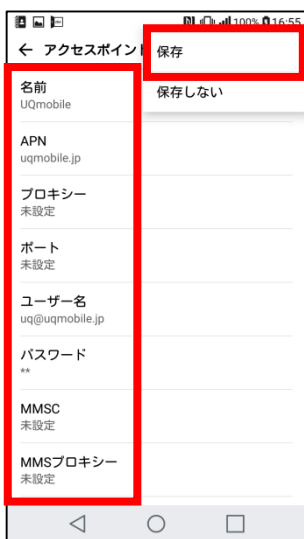 100% 16:55
アクセスポイン
保存
保存しない
名前
UQmobile
APN
uqmobile.jp
プロキシー
未設定
ポート
未設定
ユーザー名
uq@uqmobile.jp
パスワード
**
MMSC
未設定
MMSプロキシー
未設定